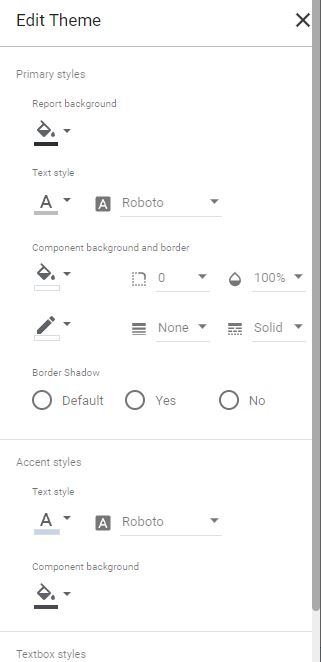 Edit Theme
Primary styles
Report background
Text style
A A Roboto
Component background and border
0 100%
None Solid
Border Shadow
Default Yes No
Accent styles
Text style
A A Roboto
Component background
Textbox styles